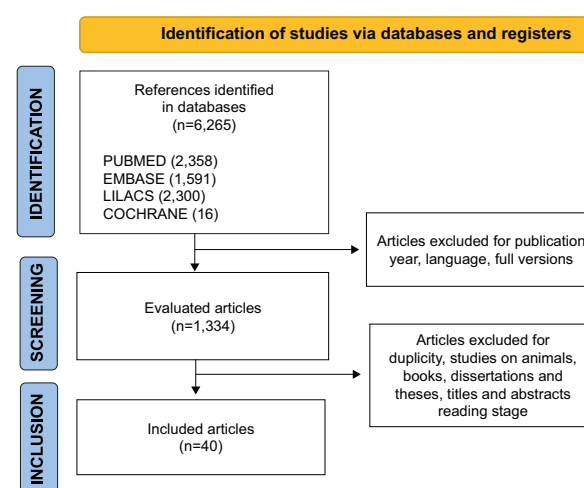 Identification of studies via databases and registers
IDENTIFICATION
References identified
in databases
(n=6,265)
PUBMED (2,358)
EMBASE (1,591)
LILACS (2,300)
COCHRANE (16)
Articles excluded for publication
year, language, full versions
SCREENING
Evaluated articles
(n=1,334)
Articles excluded for
duplicity, studies on animals,
books, dissertations and
theses, titles and abstracts
reading stage
INCLUSION
Included articles
(n=40)